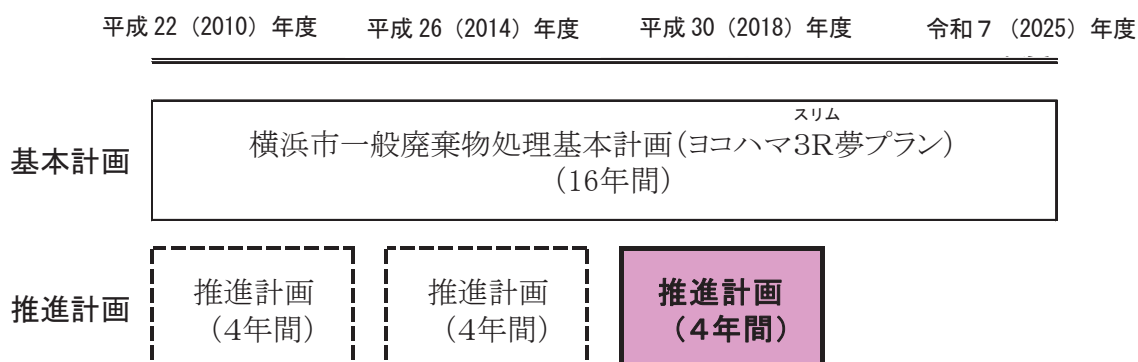 平成 22（2010）年度 平成 26（2014）年度 平成 30（2018）年度 令和７（2025）年度
スリム
基本計画 横浜市一般廃棄物処理基本計画（ヨコハマ３Ｒ夢プラン）
（16年間）
推進計画 推進計画 推進計画 推進計画
（4年間） （4年間） （４年間）